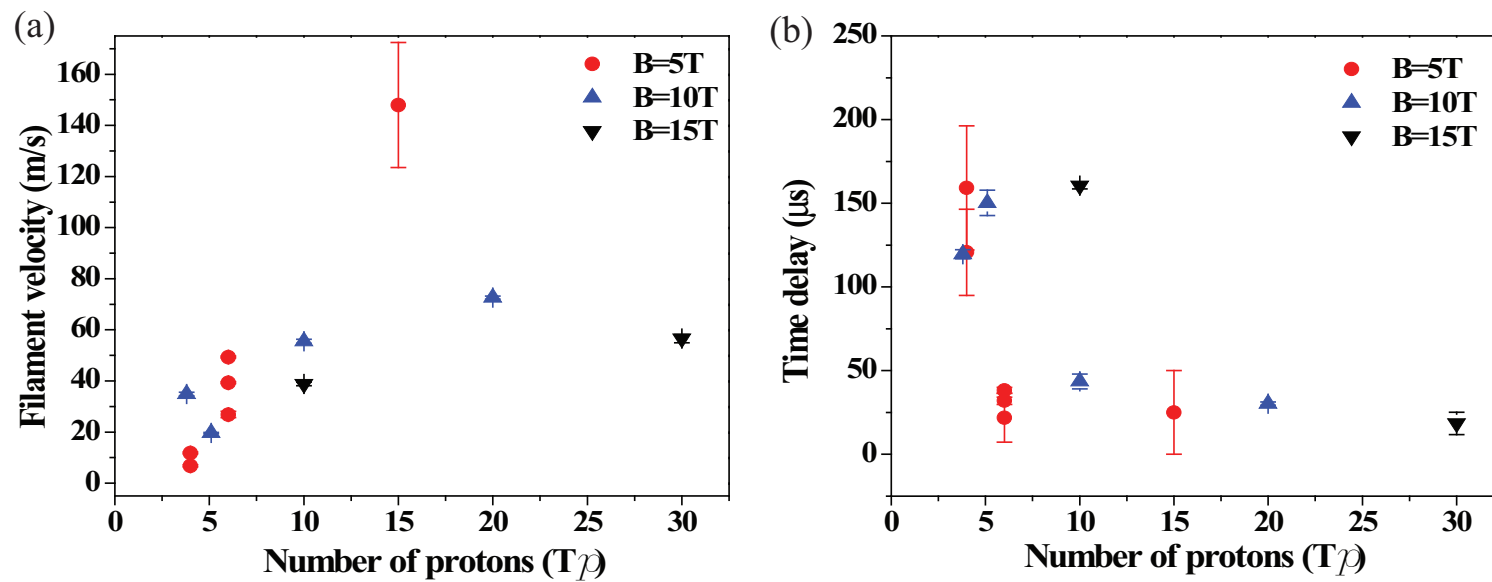 (a)
Filament velocity (m/s)
160
140
120
100
80
60
40
20
0
B=5T
B=10T
B=15T
0 5 10 15 20 25 30
Number of protons (Tp)
(b)
Time delay (μs)
250
200
150
100
50
0
B=5T
B=10T
B=15T
0 5 10 15 20 25 30
Number of protons (Tp)